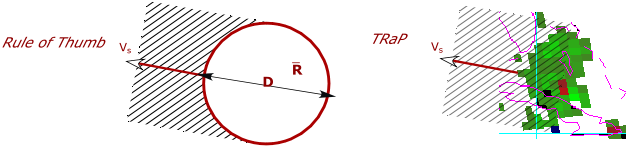 Rule of Thumb
Vs
D
R̅
TRaP
Vs